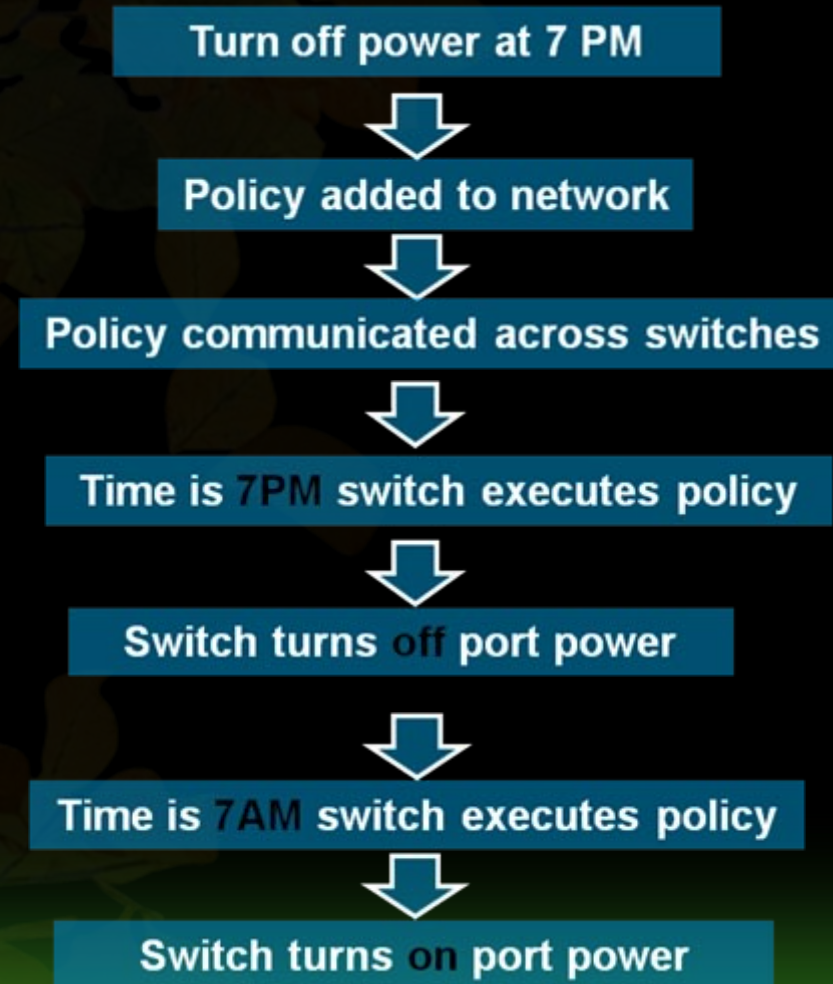 Turn off power at 7 PM
Policy added to network
Policy communicated across switches
Time is 7PM switch executes policy
Switch turns off port power
Time is 7AM switch executes policy
Switch turns on port power